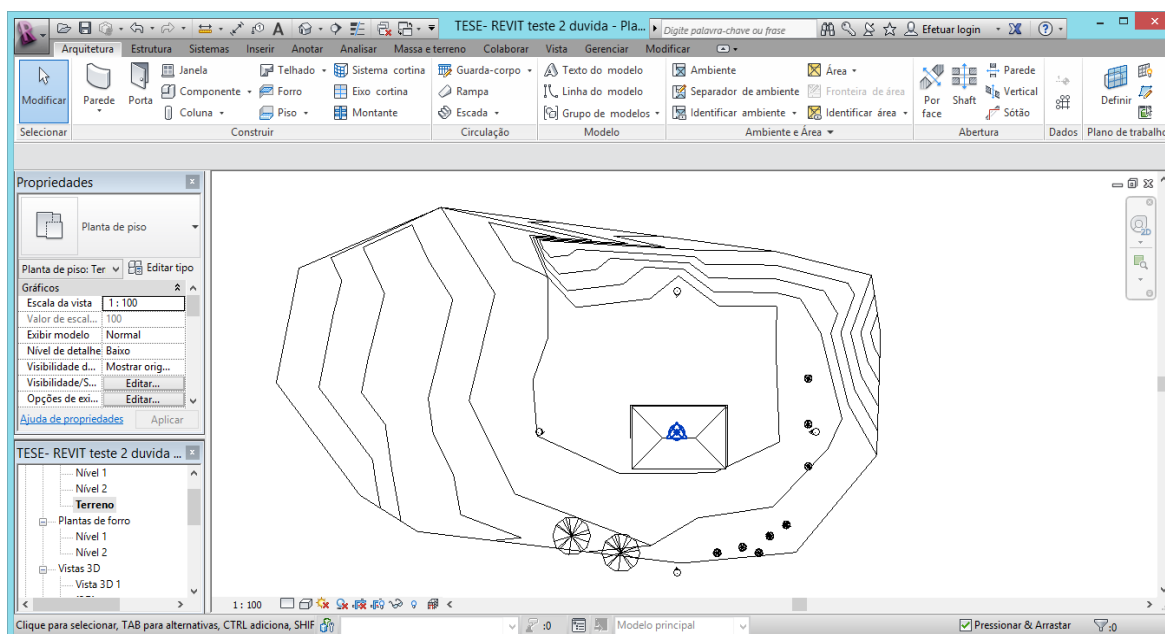 TESE- REVIT teste 2 duvida - Pla...
Digite palavra-chave ou frase
Efetuar login
Arquitetura Estrutura Sistemas Inserir Anotar Analisar Massa e terreno Colaborar Vista Gerenciar Modificar
Modificar
Parede
Porta
Janela
Componente
Coluna
Telhado
Forro
Piso
Sistema cortina
Eixo cortina
Montante
Guarda-corpo
Rampa
Escada
Texto do modelo
Linha do modelo
Grupo de modelos
Ambiente
Separador de ambiente
Identificar ambiente
Área
Fronteira de área
Identificar área
Por face
Shaft
Parede
Vertical
Sótão
Definir
Selecionar Construir Circulação Modelo Ambiente e Área Abertura Dados Plano de trabalho
Propriedades
Planta de piso
Planta de piso: Ter Editar tipo
Gráficos
Escala da vista 1 : 100
Valor de escal... 100
Exibir modelo Normal
Nível de detalhe Baixo
Visibilidade d... Mostrar orig...
Visibilidade/S... Editar...
Opções de exi... Editar...
Ajuda de propriedades Aplicar
TESE- REVIT teste 2 duvida ...
Nível 1
Nível 2
Terreno
Plantas de forro
Nível 1
Nível 2
Vistas 3D
Vista 3D 1
2D
1 : 100
Clique para selecionar, TAB para alternativas, CTRL adiciona, SHIF
:0
Modelo principal
Pressionar & Arrastar
:0